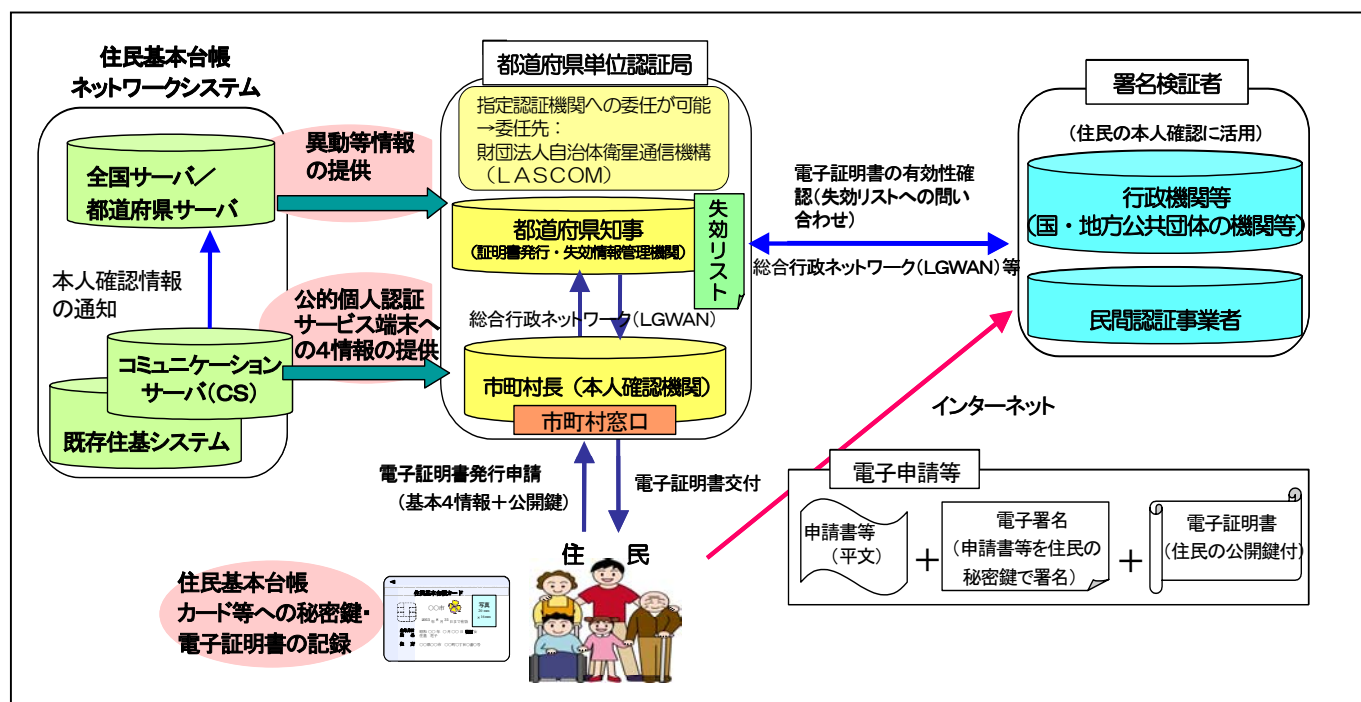 住民基本台帳
ネットワークシステム
全国サーバ／
都道府県サーバ
本人確認情報
の通知
コミュニケーション
サーバ(CS)
既存住基システム
異動等情報
の提供
公的個人認証
サービス端末へ
の4情報の提供
都道府県単位認証局
指定認証機関への委任が可能
→委任先：
財団法人自治体衛星通信機構
（ＬＡＳＣＯＭ）
都道府県知事
(証明書発行・失効情報管理機関)
失効リスト
総合行政ネットワーク(LGWAN)
市町村長（本人確認機関）
市町村窓口
電子証明書の有効性確
認(失効リストへの問い
合わせ)
総合行政ネットワーク(LGWAN)等
署名検証者
(住民の本人確認に活用)
行政機関等
(国・地方公共団体の機関等)
民間認証事業者
インターネット
電子証明書発行申請
(基本4情報＋公開鍵)
電子証明書交付
住　民
住民基本台帳
カード等への秘密鍵・
電子証明書の記録
住民基本台帳カード
○○市
写真
電子申請等
申請書等
(平文)
＋
電子署名
(申請書等を住民の
秘密鍵で署名)
＋
電子証明書
(住民の公開鍵付)